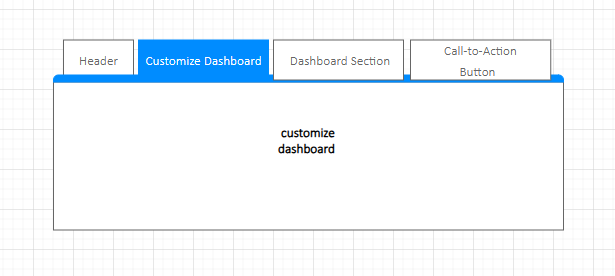 Header
Customize Dashboard
Dashboard Section
Call-to-Action
Button
customize
dashboard